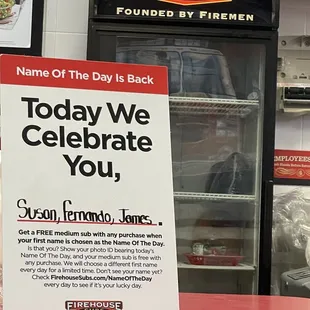 FOUNDED BY FIREMEN
Name Of The Day Is Back
Today We
Celebrate
You,
Susan, Fernando, James.
Get a FREE medium sub with any purchase when
your first name is chosen as the Name Of The Day.
Is that you? Show your photo ID bearing today's
Name Of The Day, and your medium sub is free with
any purchase. We will choose a different first name
every day for a limited time. Don't see your name yet?
Check FirehouseSubs.com/NameOfTheDay
every day to see if it's your lucky day.
FIREHOUSE
EMPLOYEES